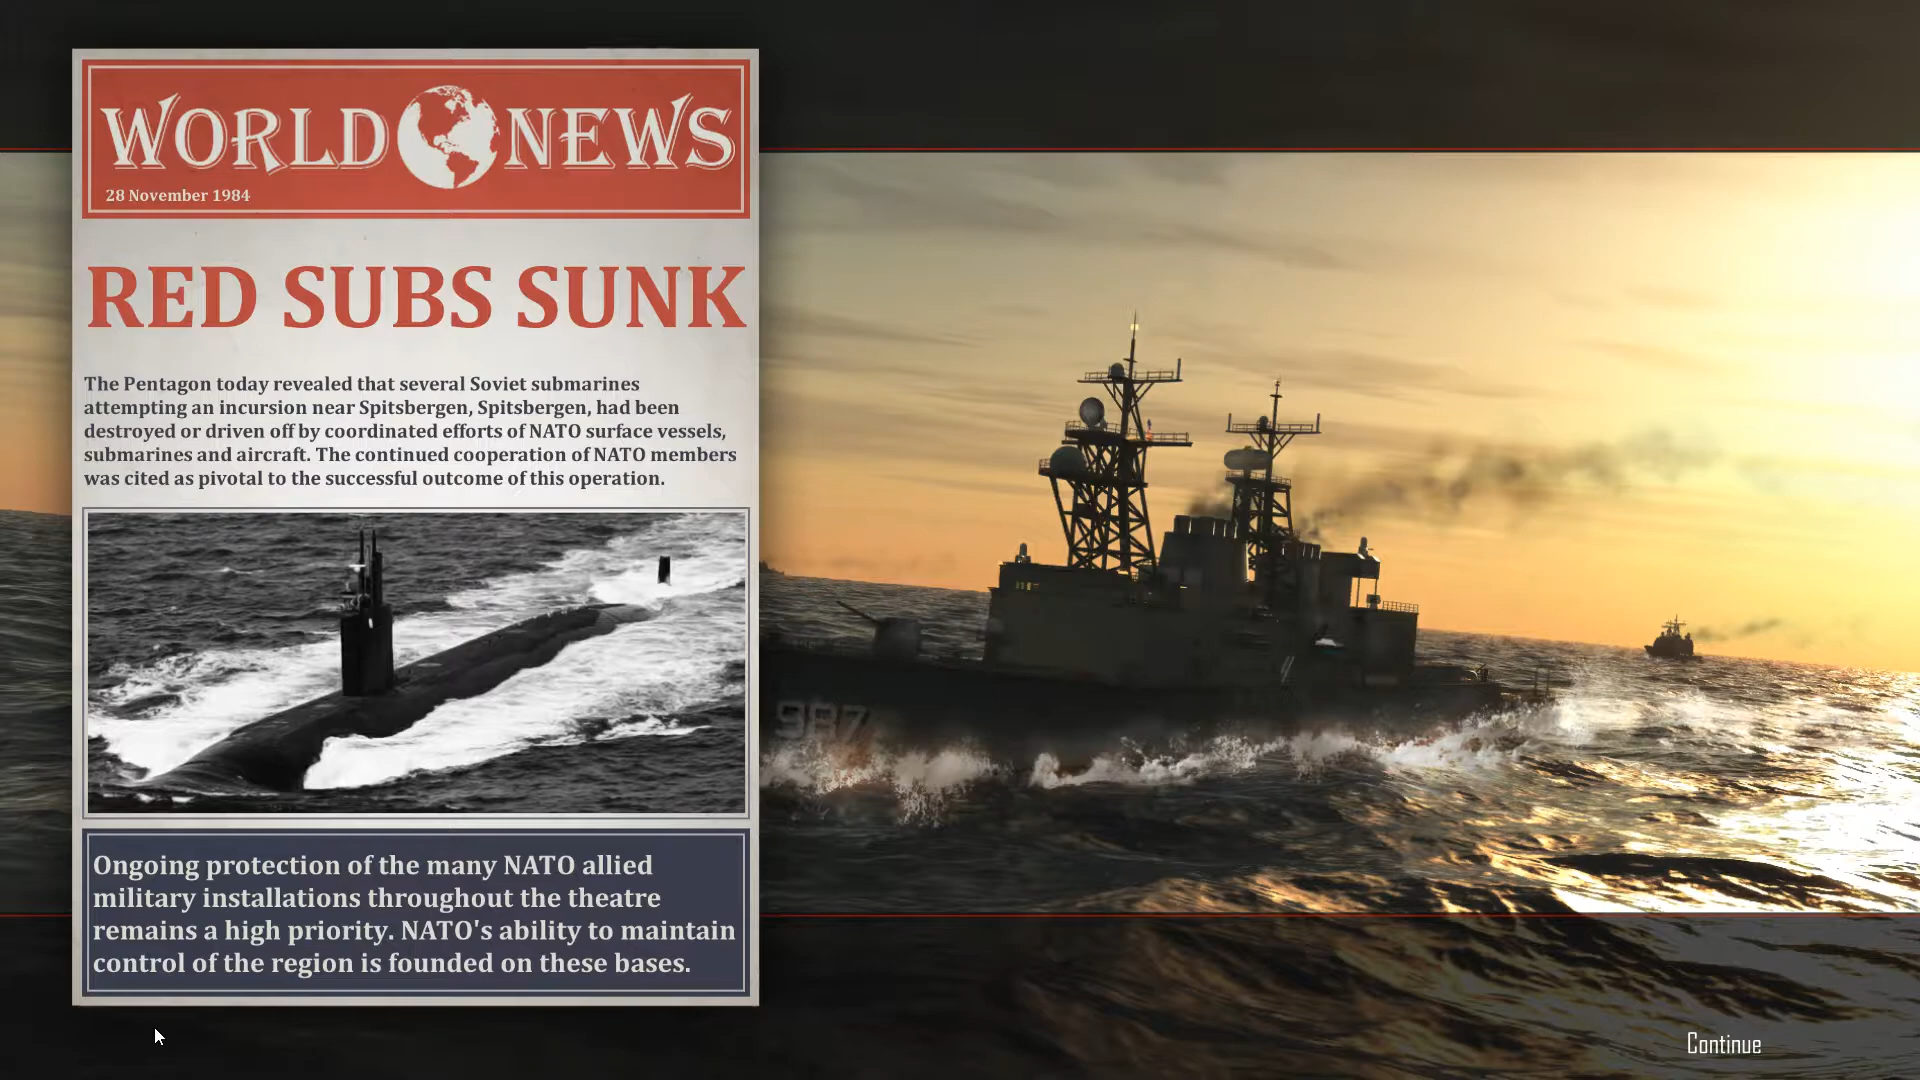 WORLD NEWS
28 November 1984
RED SUBS SUNK
The Pentagon today revealed that several Soviet submarines
attempting an incursion near Spitsbergen, Spitsbergen, had been
destroyed or driven off by coordinated efforts of NATO surface vessels,
submarines and aircraft. The continued cooperation of NATO members
was cited as pivotal to the successful outcome of this operation.
987
Ongoing protection of the many NATO allied
military installations throughout the theatre
remains a high priority. NATO's ability to maintain
control of the region is founded on these bases.
Continue